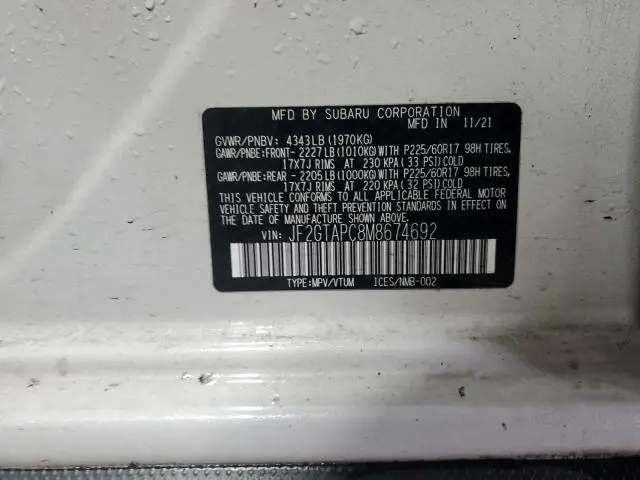 MFD BY SUBARU CORPORATION
MFD IN 11/21
GVWR/PNBV: 4343LB (1970KG)
GAWR/PNBE:FRONT- 2227LB (1010KG) WITH P225/60R17 98H TIRES,
17X7J RIMS AT 230 KPA (33 PSI) COLD
GAWR/PNBE:REAR - 2205LB (1000KG) WITH P225/60R17 98H TIRES,
17X7J RIMS AT 220 KPA (32 PSI) COLD
THIS VEHICLE CONFORMS TO ALL APPLICABLE FEDERAL MOTOR
VEHICLE SAFETY AND THEFT PREVENTION STANDARDS IN
EFFECT ON THE DATE OF MANUFACTURE SHOWN ABOVE.
VIN: JF2GTAPC8M8674692
TYPE:MPV/VTUM ICES/NMB-002